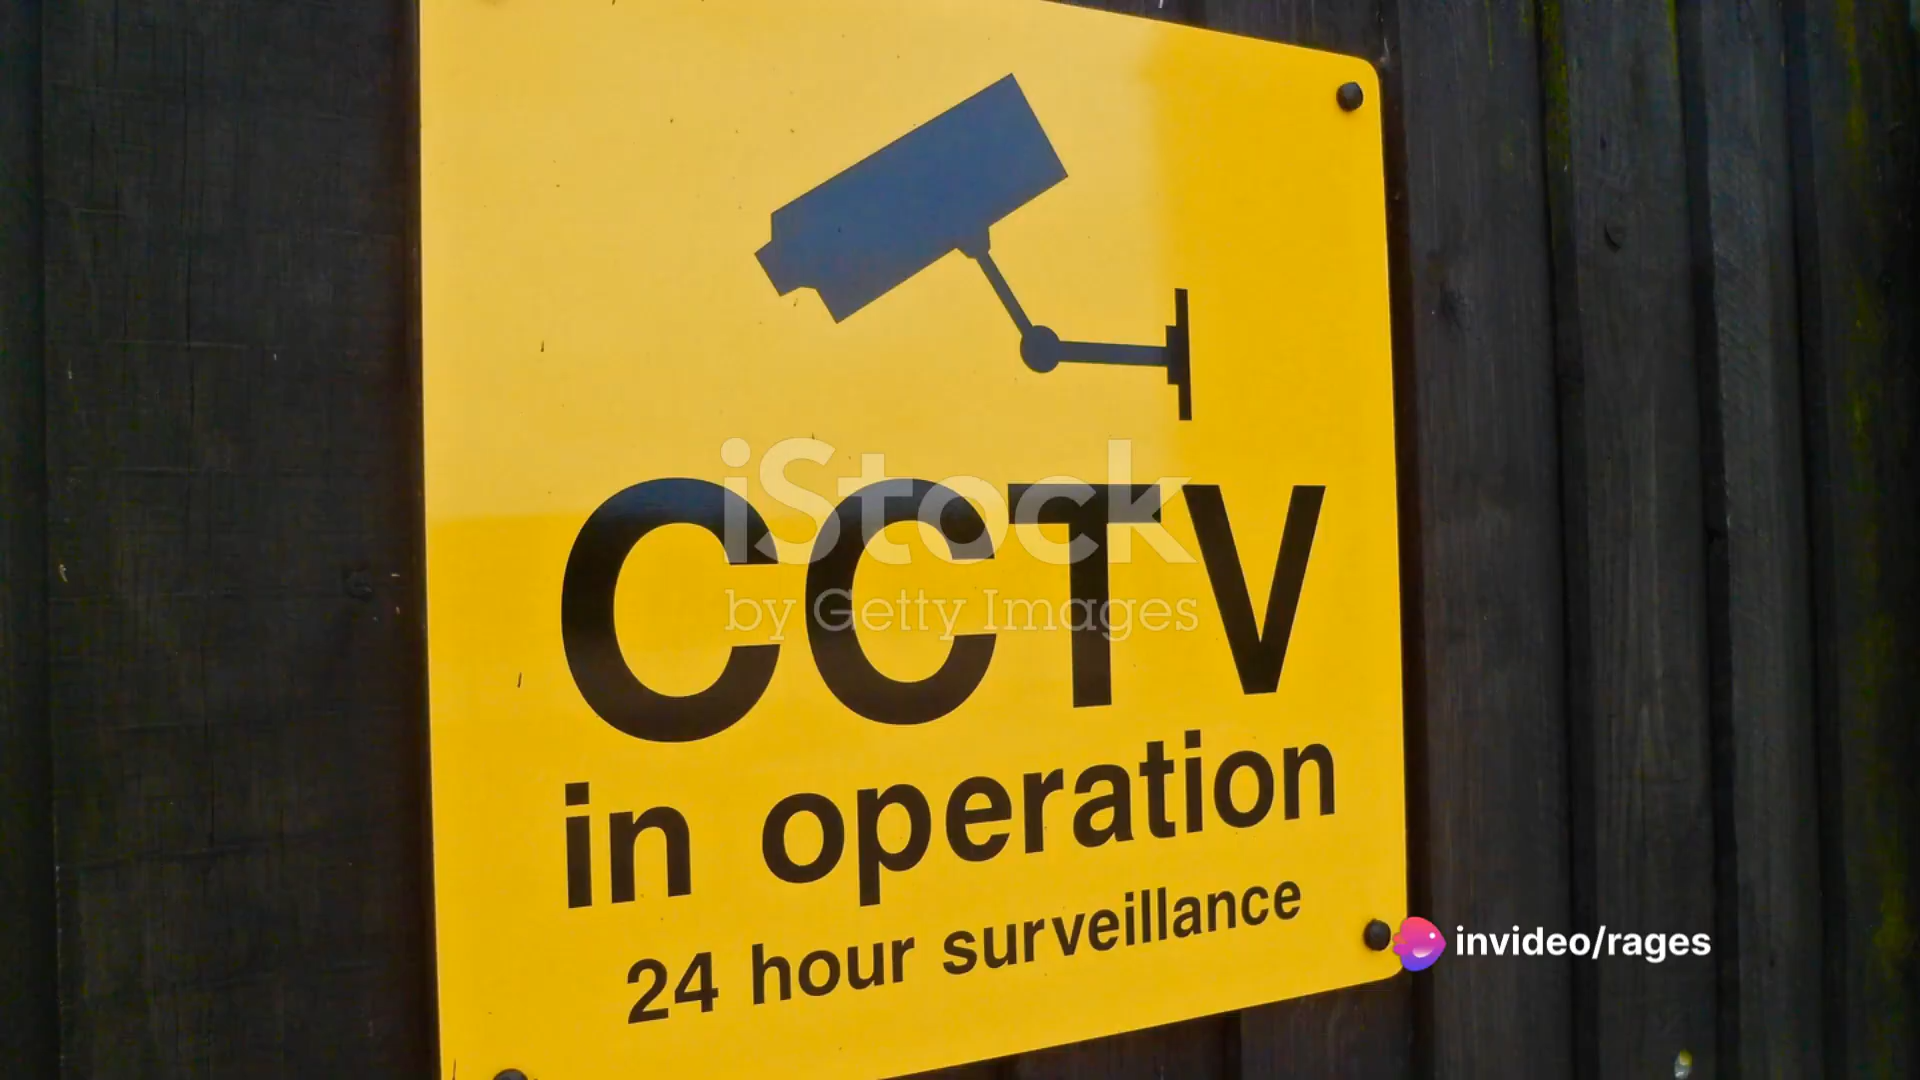 iStock
CCTV
by Getty Images
in operation
24 hour surveillance
invideo/rages